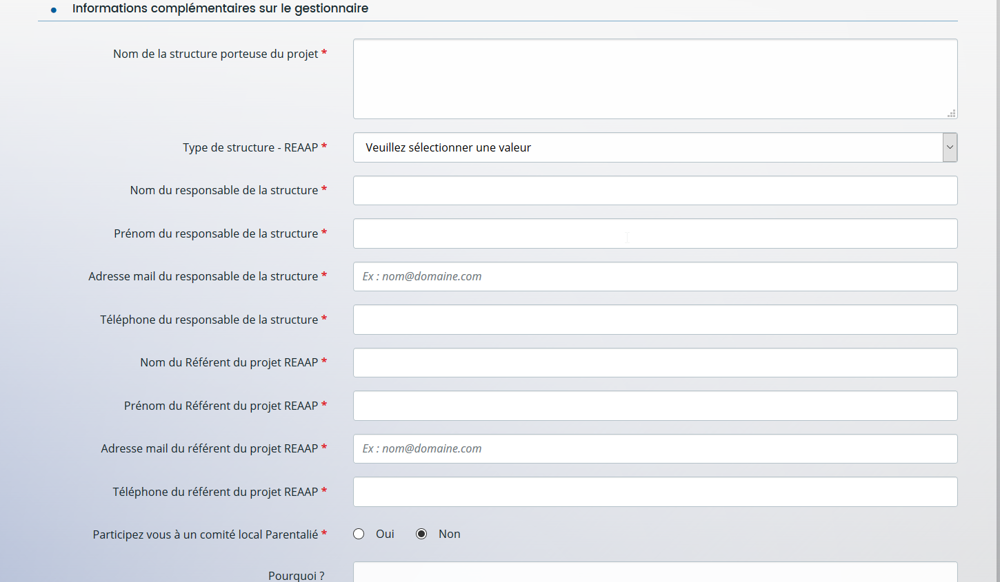 Informations complémentaires sur le gestionnaire
Nom de la structure porteuse du projet *
Type de structure - REAAP * Veuillez sélectionner une valeur
Nom du responsable de la structure *
Prénom du responsable de la structure *
Adresse mail du responsable de la structure * Ex : nom@domaine.com
Téléphone du responsable de la structure *
Nom du Référent du projet REAAP *
Prénom du Référent du projet REAAP *
Adresse mail du référent du projet REAAP * Ex : nom@domaine.com
Téléphone du référent du projet REAAP *
Participez vous à un comité local Parentalié * Oui Non
Pourquoi ?